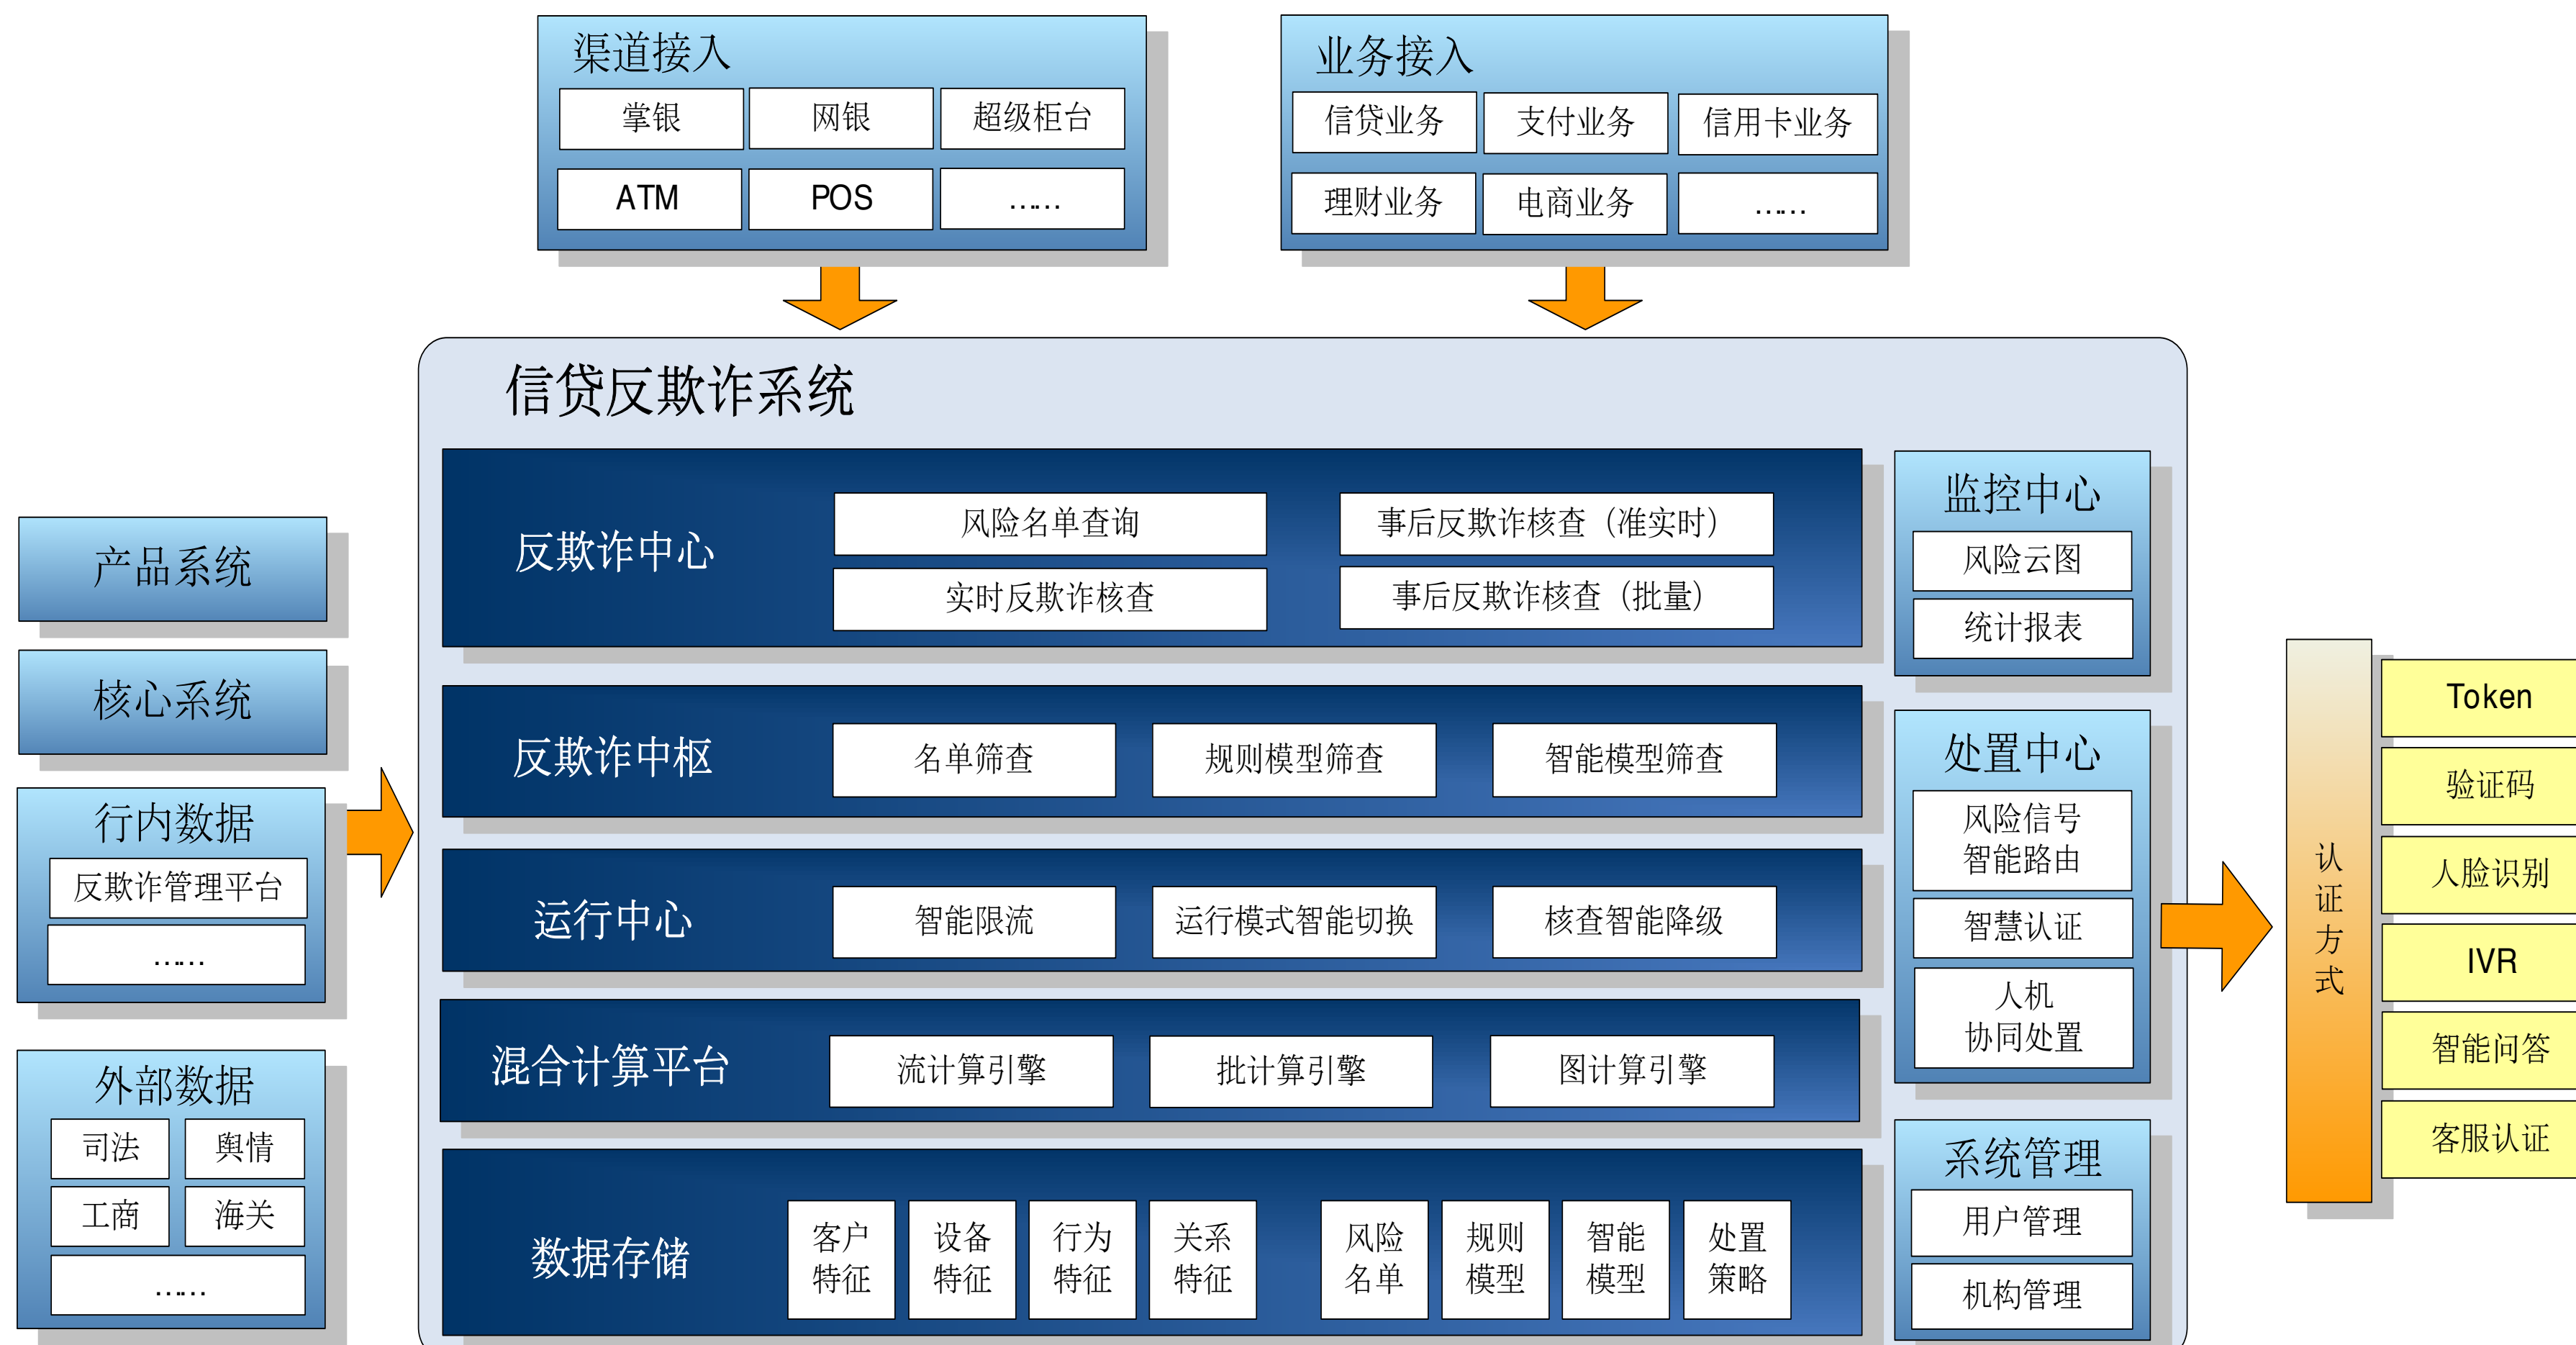 渠道接入
掌银
网银
超级柜台
ATM
POS
……
业务接入
信贷业务
支付业务
信用卡业务
理财业务
电商业务
……
产品系统
核心系统
行内数据
反欺诈管理平台
……
外部数据
司法
舆情
工商
海关
……
信贷反欺诈系统
反欺诈中心
风险名单查询
事后反欺诈核查（准实时）
实时反欺诈核查
事后反欺诈核查（批量）
反欺诈中枢
名单筛查
规则模型筛查
智能模型筛查
运行中心
智能限流
运行模式智能切换
核查智能降级
混合计算平台
流计算引擎
批计算引擎
图计算引擎
数据存储
客户
特征
设备
特征
行为
特征
关系
特征
风险
名单
规则
模型
智能
模型
处置
策略
监控中心
风险云图
统计报表
处置中心
风险信号
智能路由
智慧认证
人机
协同处置
系统管理
用户管理
机构管理
认
证
方
式
Token
验证码
人脸识别
IVR
智能问答
客服认证